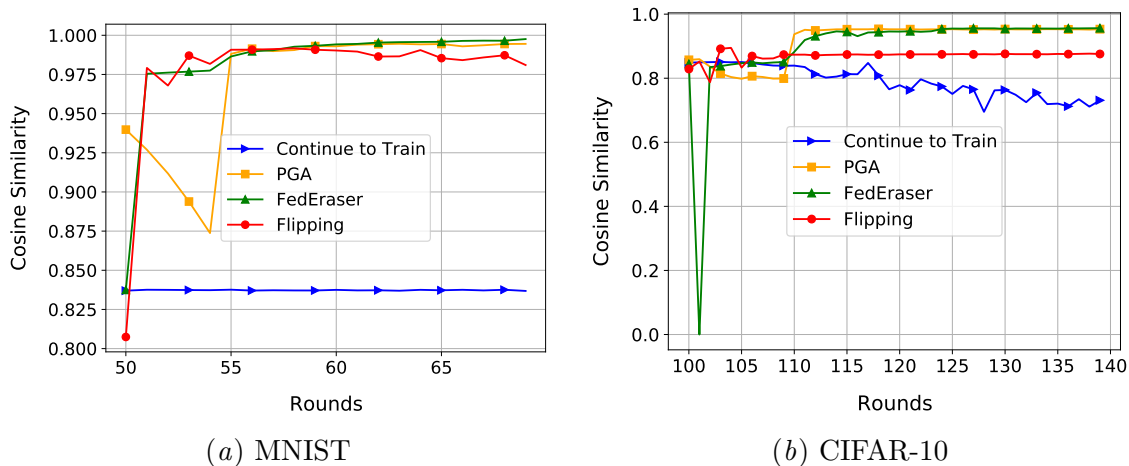 1.000
0.975
0.950
0.925
0.900
0.875
0.850
0.825
0.800
Cosine Similarity
50 55 60 65
Rounds
Continue to Train
PGA
FedEraser
Flipping
(a) MNIST
1.0
0.8
0.6
0.4
0.2
0.0
Cosine Similarity
100 105 110 115 120 125 130 135 140
Rounds
Continue to Train
PGA
FedEraser
Flipping
(b) CIFAR-10